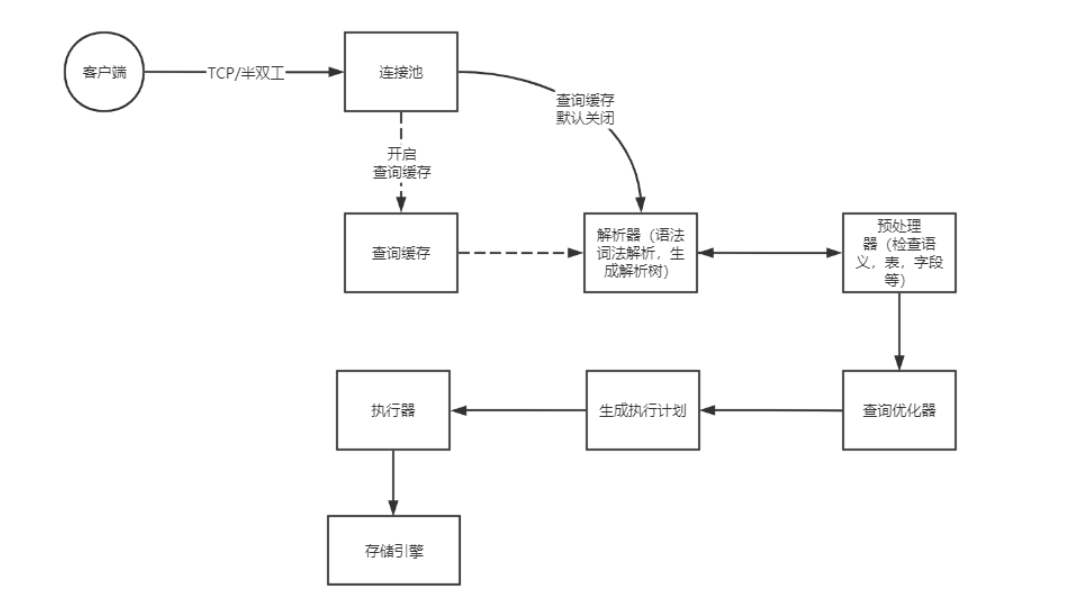 客户端
TCP/半双工
连接池
查询缓存
默认关闭
开启
查询缓存
查询缓存
解析器（语法
词法解析，生
成解析树）
预处理
器（检查语
义，表，字段
等）
执行器
生成执行计划
查询优化器
存储引擎